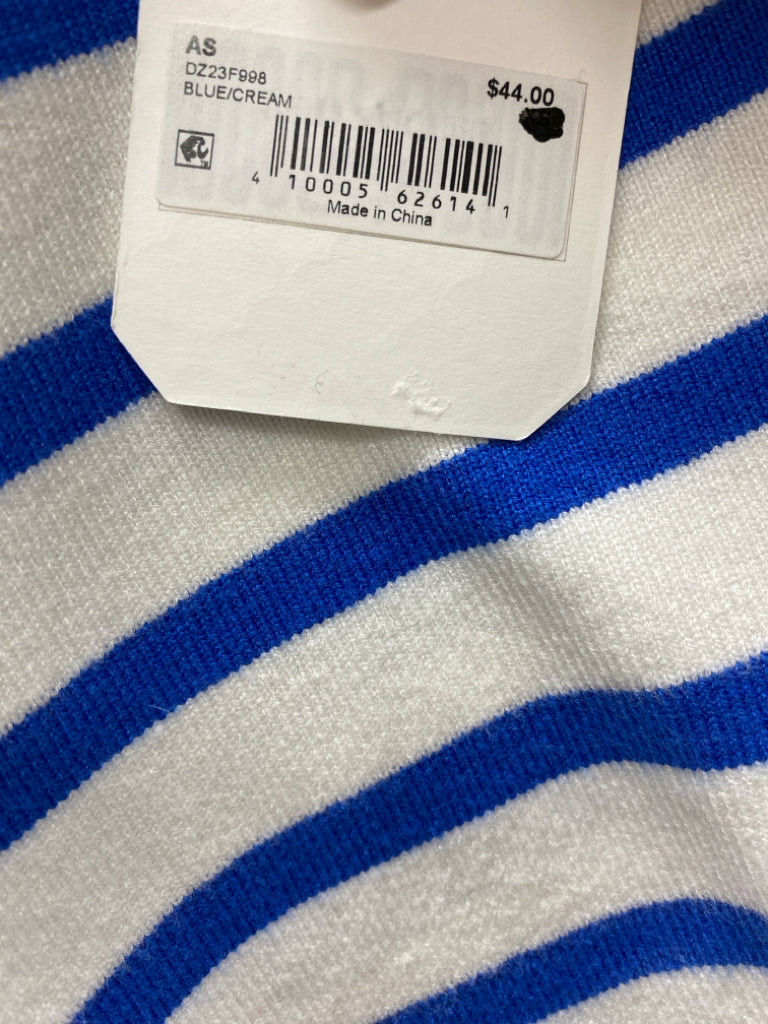 AS
DZ23F998
BLUE/CREAM
$44.00
4 10005 62614 1
Made in China